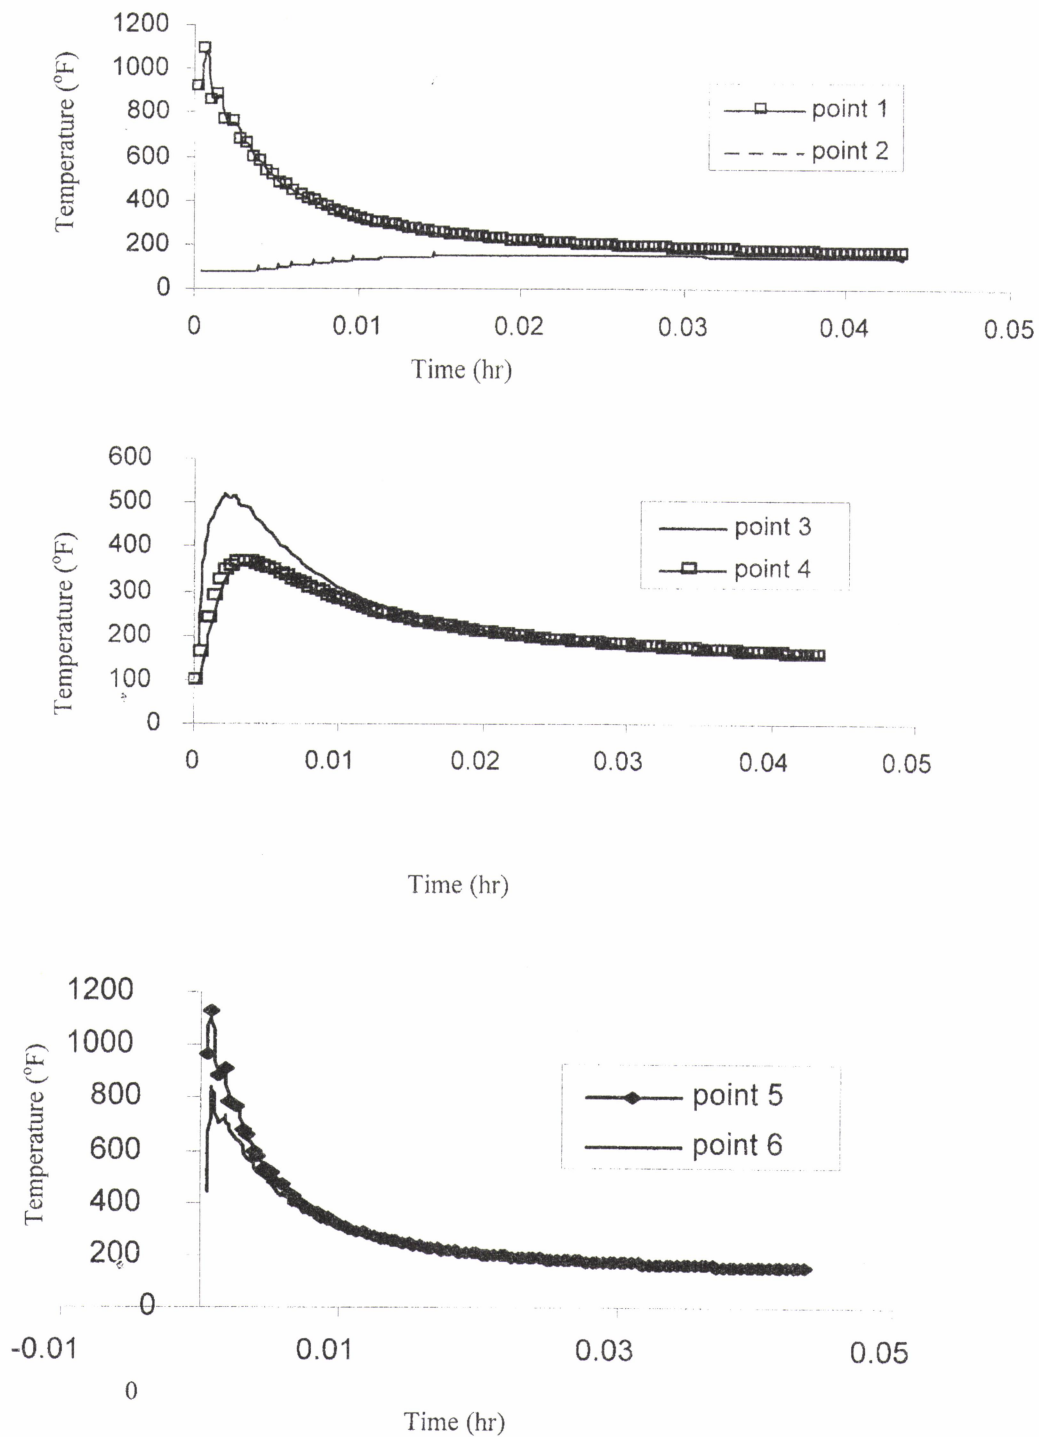 1200
1000
800
600
400
200
0
Temperature (°F)
point 1
point 2
0 0.01 0.02 0.03 0.04 0.05
Time (hr)
600
500
400
300
200
100
0
Temperature (°F)
point 3
point 4
0 0.01 0.02 0.03 0.04 0.05
Time (hr)
1200
1000
800
600
400
200
0
Temperature (°F)
point 5
point 6
-0.01 0.01 0.03 0.05
0
Time (hr)